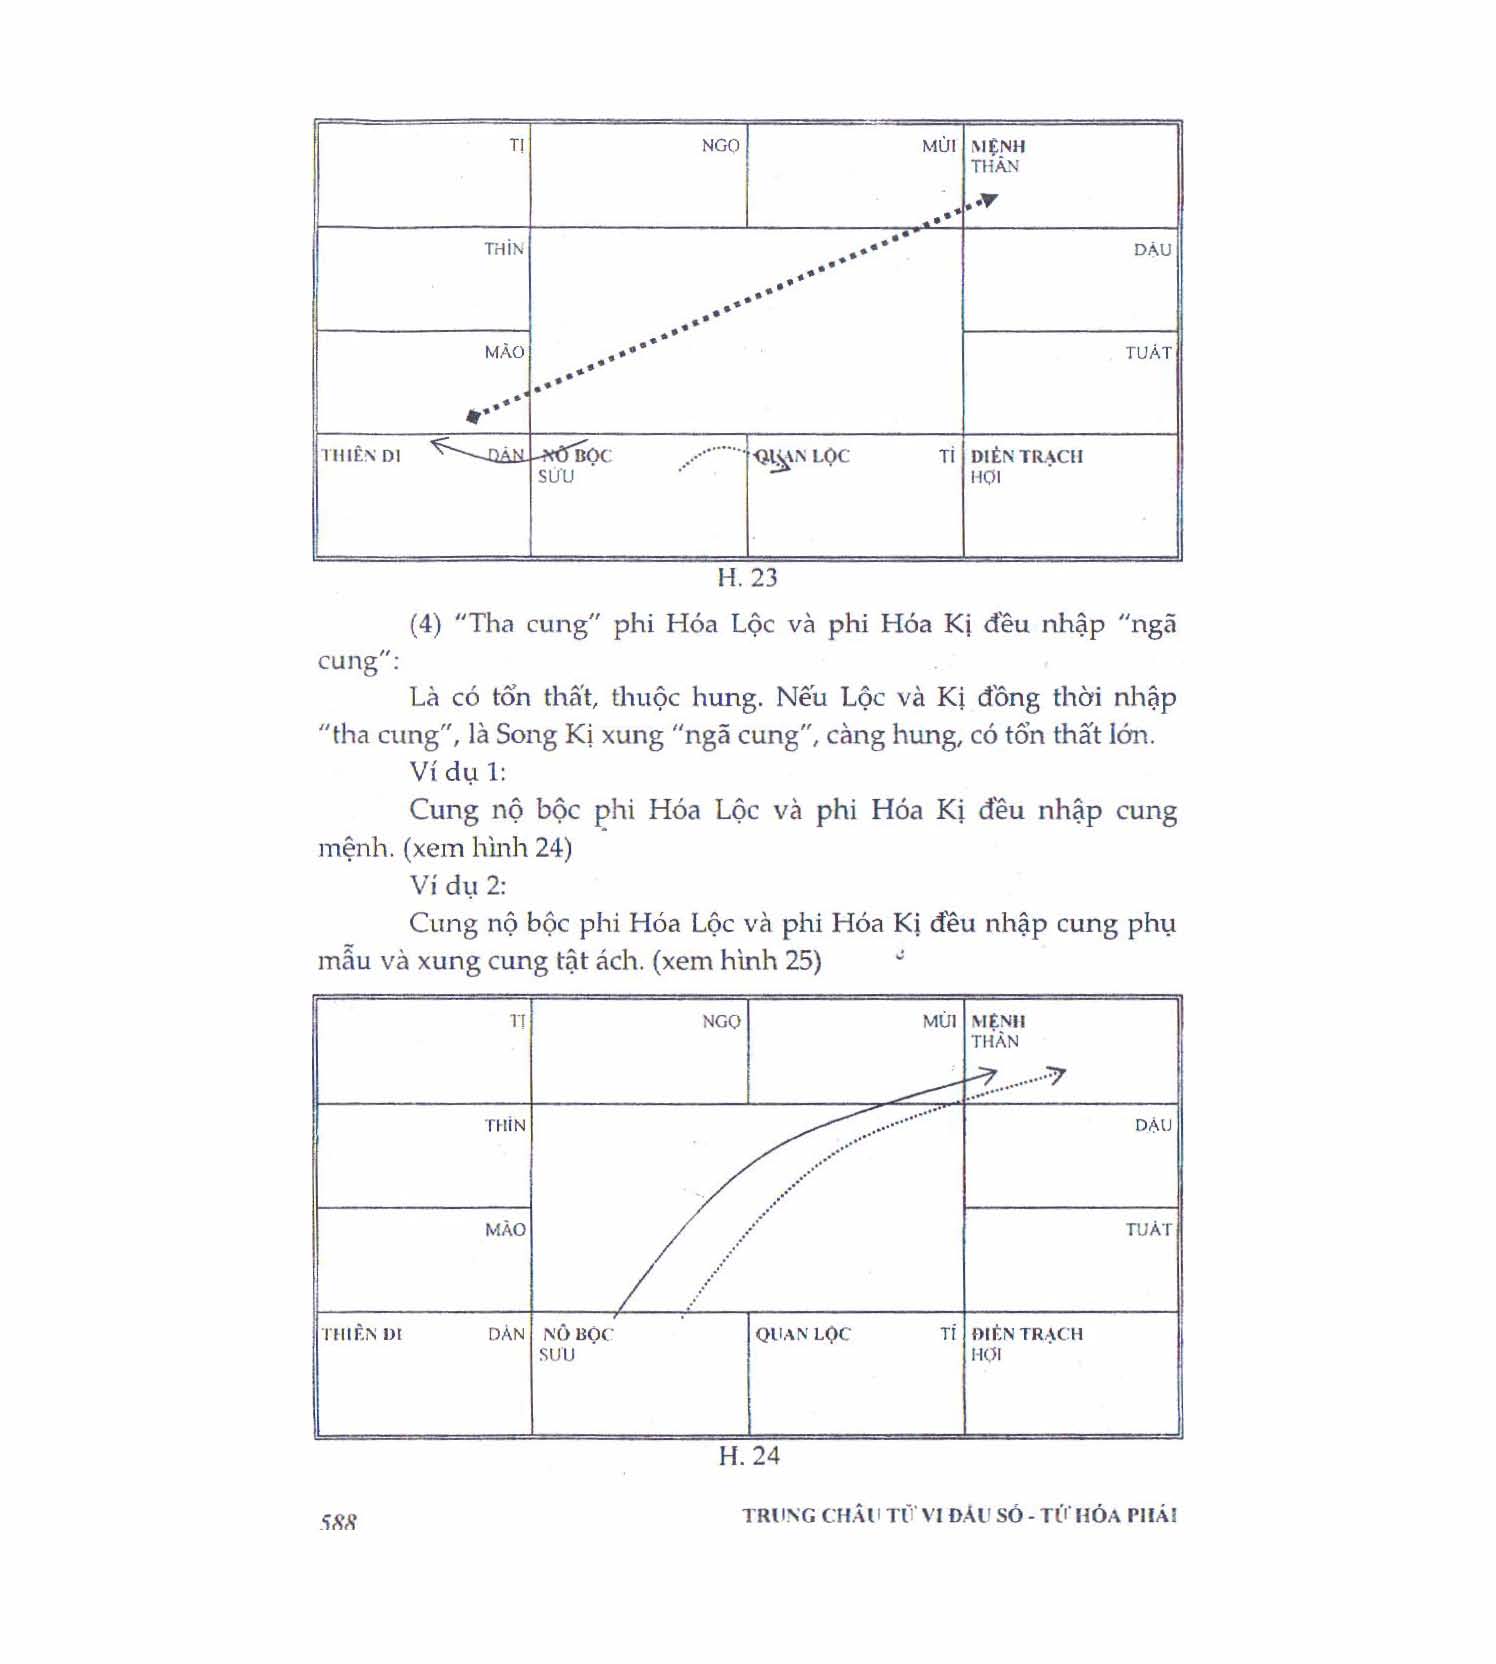 TỊ NGỌ MÙI MỆNH
THÂN
THÌN DẬU
MÃO TUẤT
THIÊN DI DẦN NÔ BỘC QUAN LỘC TÍ ĐIỀN TRẠCH
SỬU HỢI
H. 23
(4) "Tha cung" phi Hóa Lộc và phi Hóa Kị đều nhập "ngã
cung":
Là có tổn thất, thuộc hung. Nếu Lộc và Kị đồng thời nhập
"tha cung", là Song Kị xung "ngã cung", càng hung, có tổn thất lớn.
Ví dụ 1:
Cung nộ bộc phi Hóa Lộc và phi Hóa Kị đều nhập cung
mệnh. (xem hình 24)
Ví dụ 2:
Cung nộ bộc phi Hóa Lộc và phi Hóa Kị đều nhập cung phụ
mẫu và xung cung tật ách. (xem hình 25)
TỊ NGỌ MÙI MỆNH
THÂN
THÌN DẬU
MÃO TUẤT
THIÊN DI DẦN NÔ BỘC QUAN LỘC TÍ ĐIỀN TRẠCH
SỬU HỢI
H. 24
588 TRUNG CHÂU TỬ VI ĐẨU SỐ - TỨ HÓA PHÁI